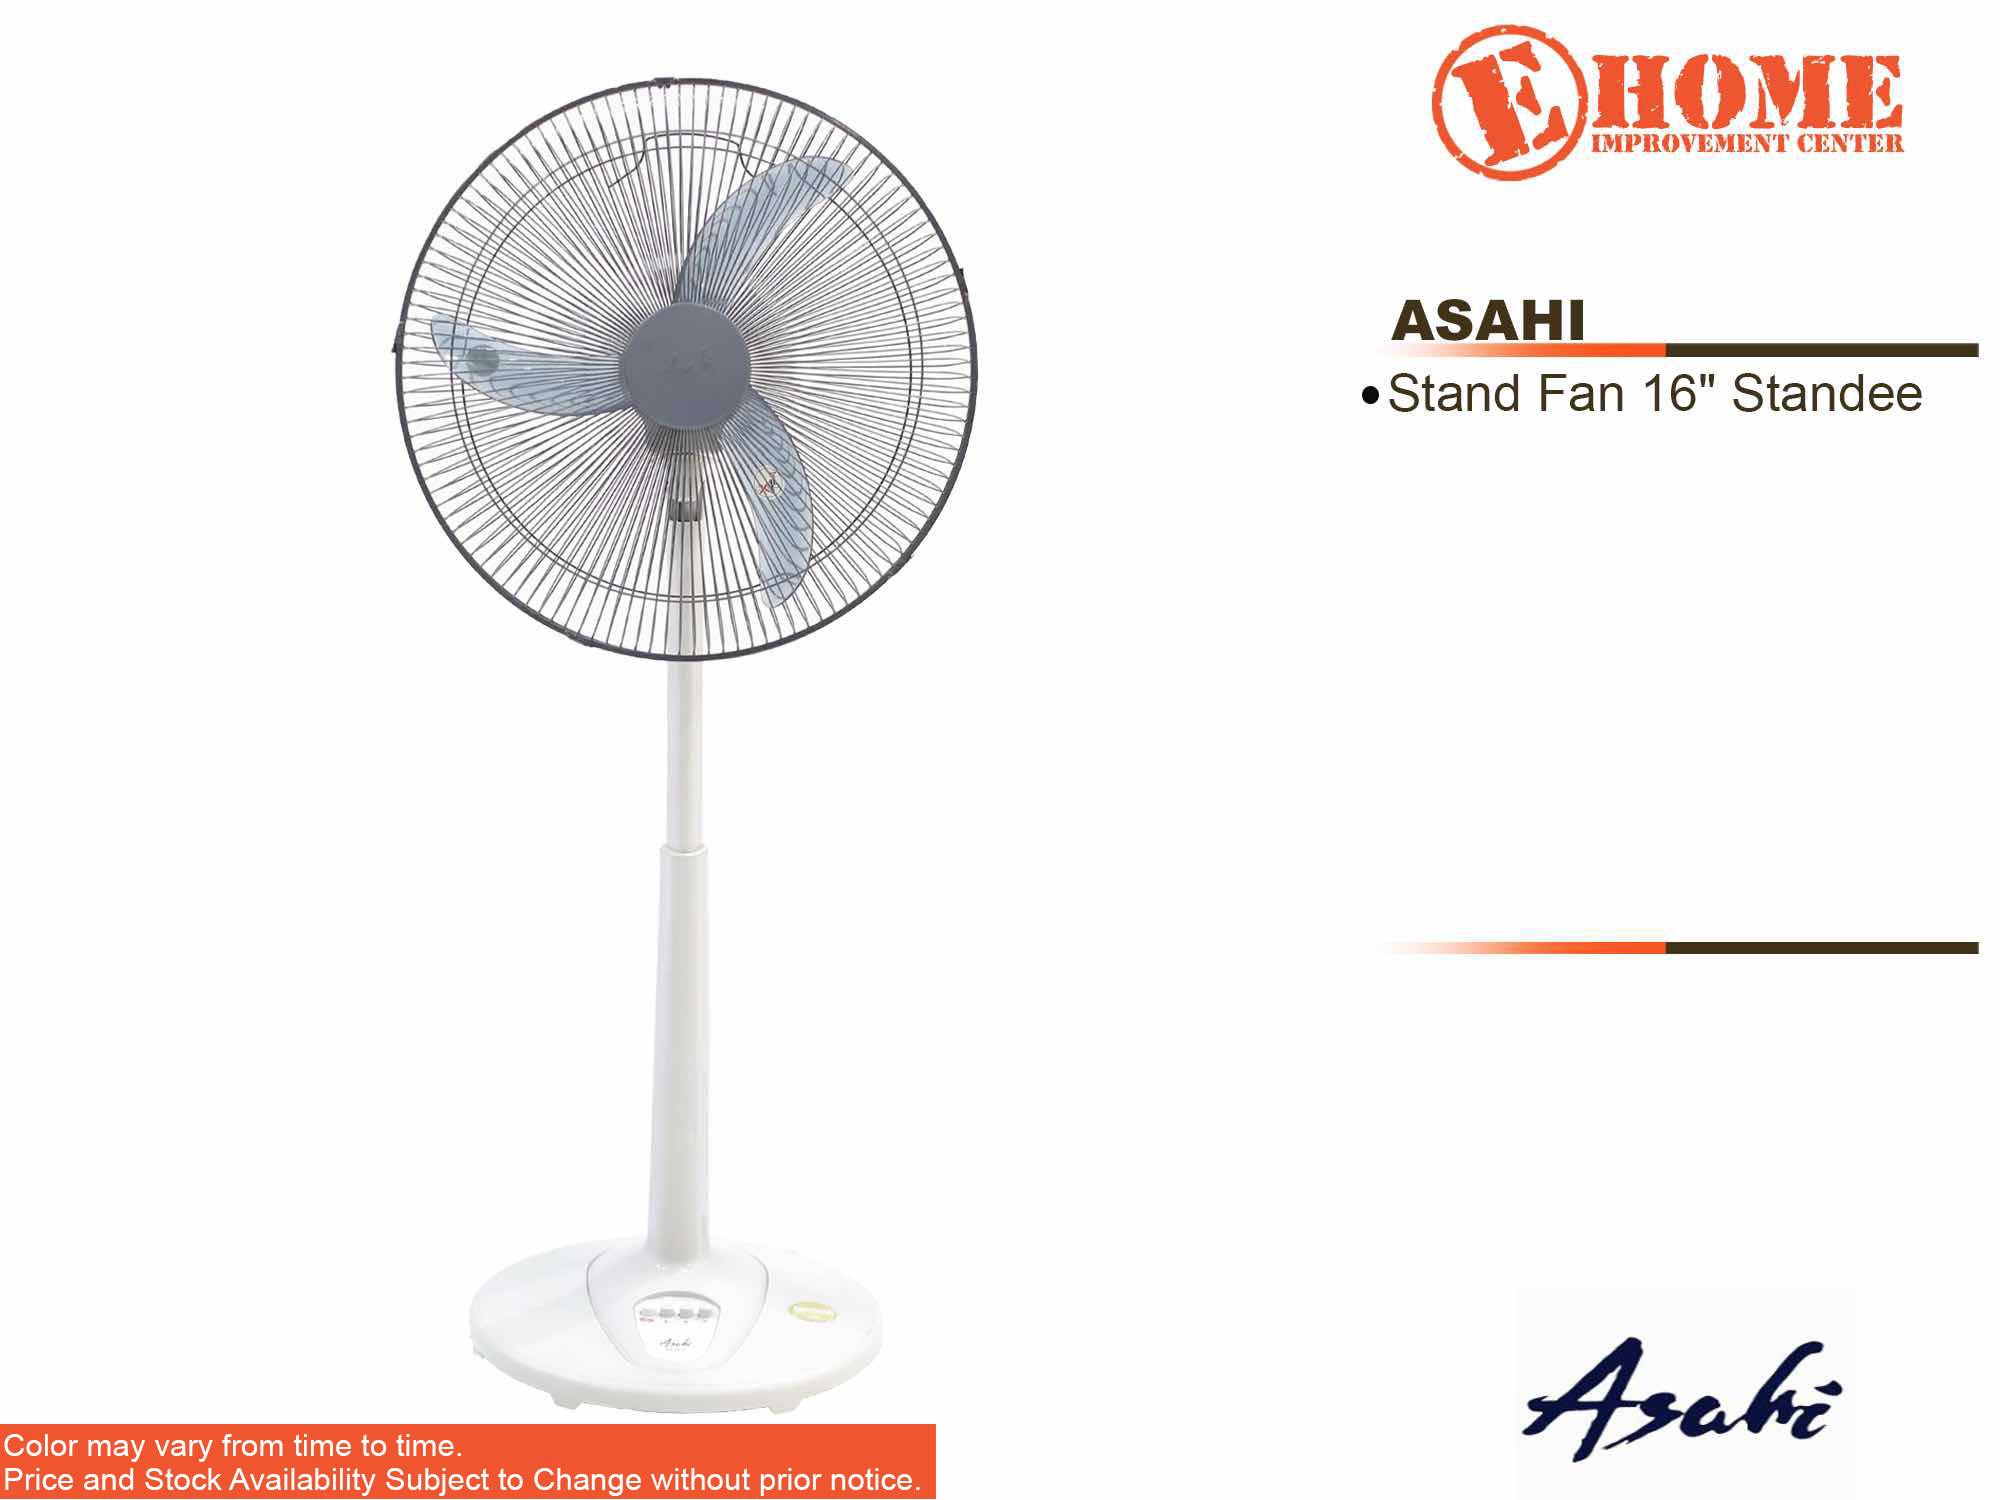 E HOME
IMPROVEMENT CENTER
ASAHI
•Stand Fan 16" Standee
Asahi
Asahi
Color may vary from time to time.
Price and Stock Availability Subject to Change without prior notice.